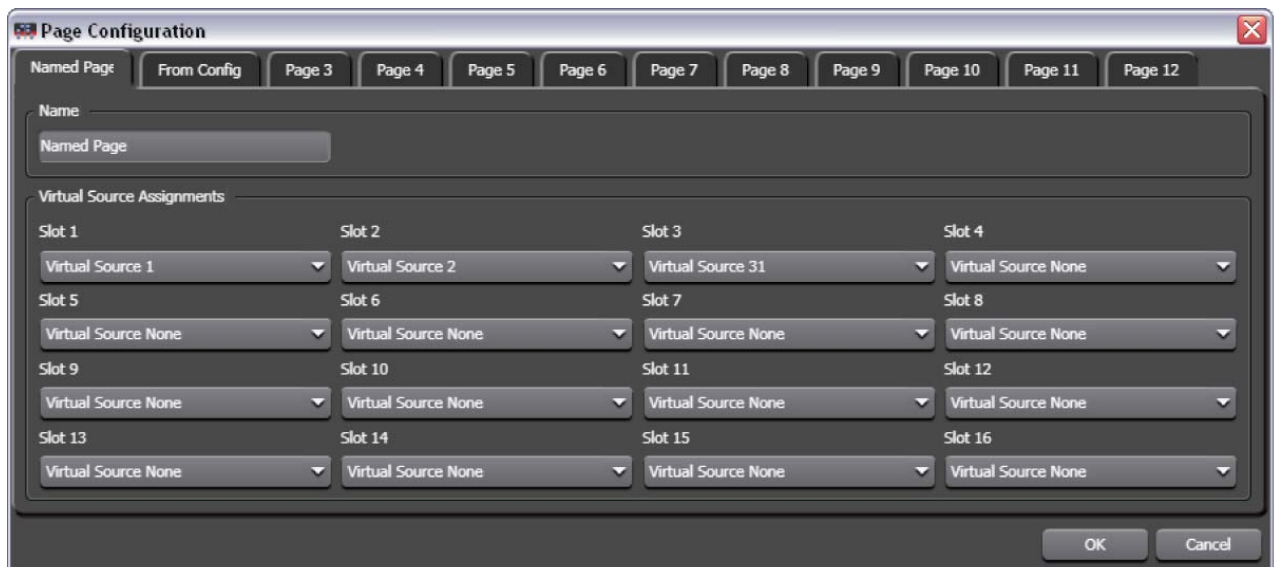 Page Configuration
Named Page From Config Page 3 Page 4 Page 5 Page 6 Page 7 Page 8 Page 9 Page 10 Page 11 Page 12
Name
Named Page
Virtual Source Assignments
Slot 1 Slot 2 Slot 3 Slot 4
Virtual Source 1 Virtual Source 2 Virtual Source 31 Virtual Source None
Slot 5 Slot 6 Slot 7 Slot 8
Virtual Source None Virtual Source None Virtual Source None Virtual Source None
Slot 9 Slot 10 Slot 11 Slot 12
Virtual Source None Virtual Source None Virtual Source None Virtual Source None
Slot 13 Slot 14 Slot 15 Slot 16
Virtual Source None Virtual Source None Virtual Source None Virtual Source None
OK Cancel